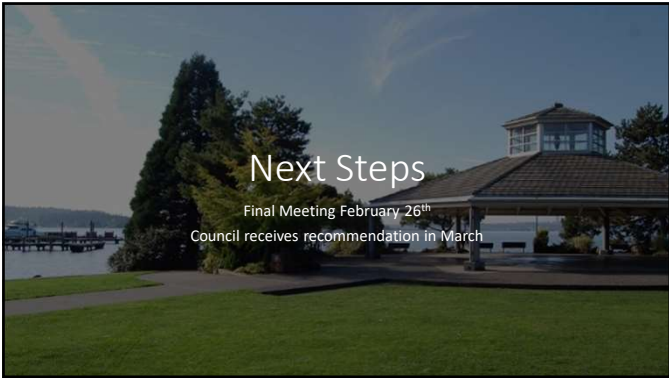 Next Steps
Final Meeting February 26th
Council receives recommendation in March